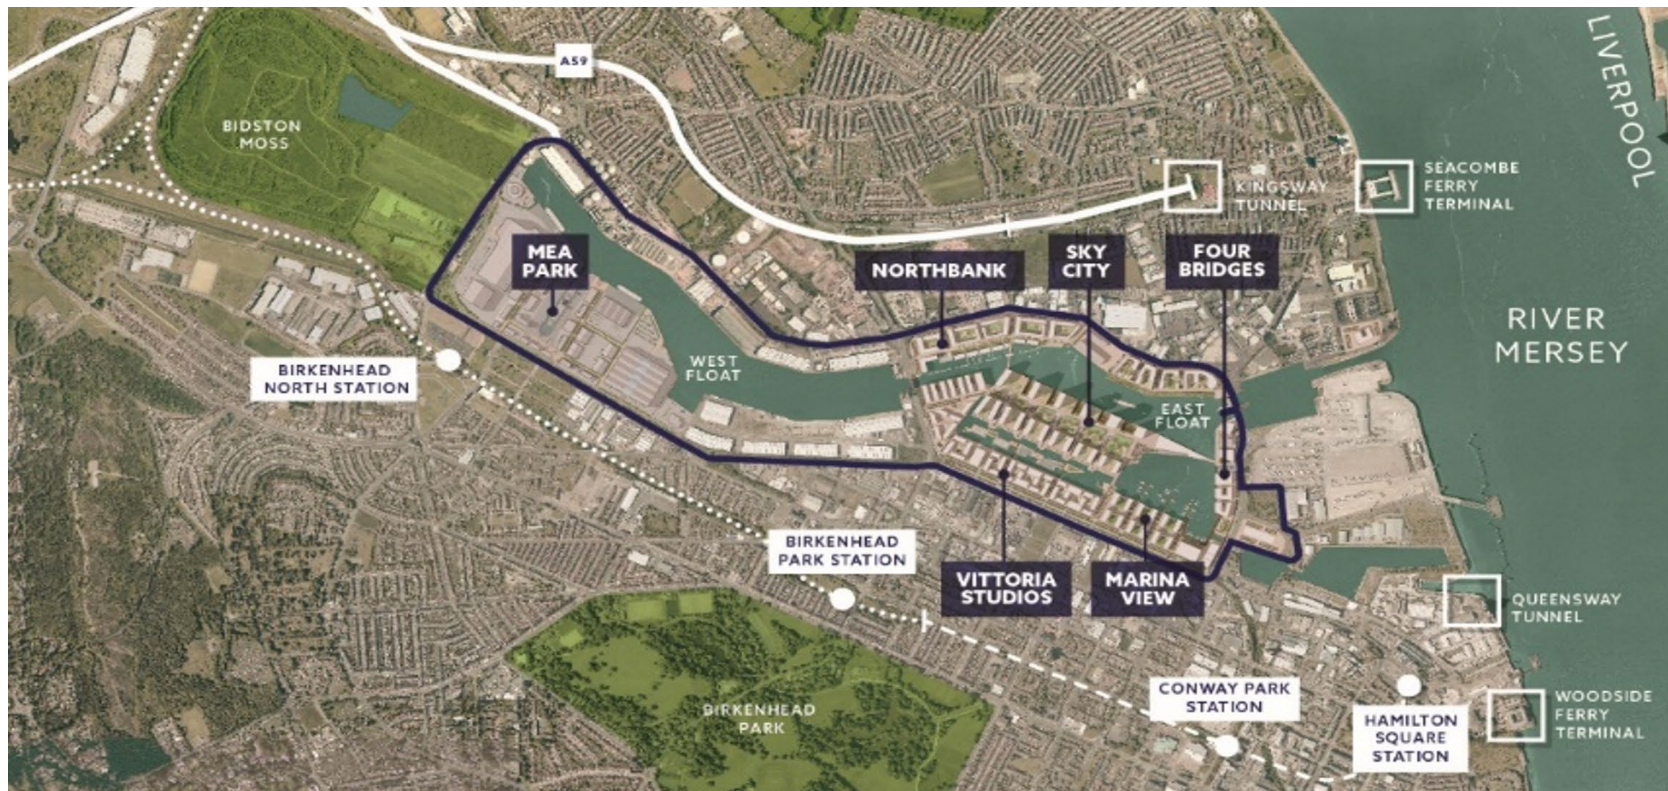 LIVERPOOL
A59
BIDSTON
MOSS
KINGSWAY
TUNNEL
SEACOMBE
FERRY
TERMINAL
MEA
PARK
NORTHBANK
SKY
CITY
FOUR
BRIDGES
RIVER
MERSEY
WEST
FLOAT
BIRKENHEAD
NORTH STATION
EAST
FLOAT
BIRKENHEAD
PARK STATION
VITTORIA
STUDIOS
MARINA
VIEW
QUEENSWAY
TUNNEL
BIRKENHEAD
PARK
CONWAY PARK
STATION
HAMILTON
SQUARE
STATION
WOODSIDE
FERRY
TERMINAL